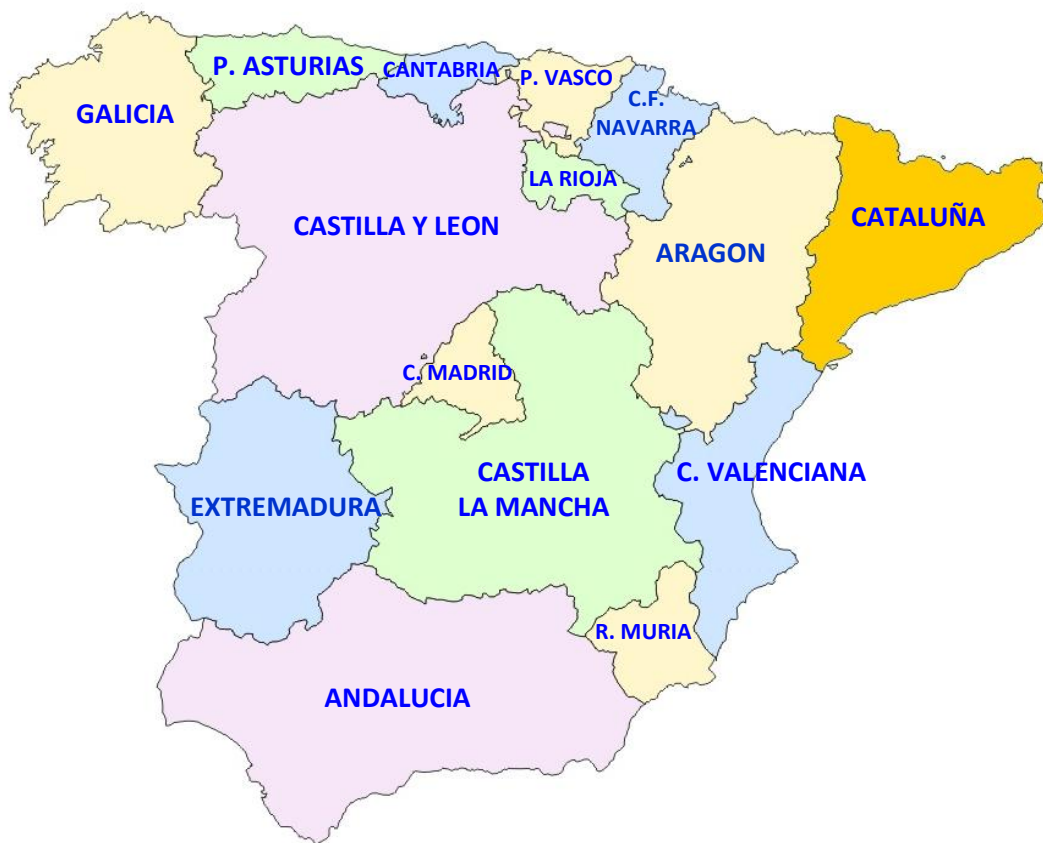 P. ASTURIAS
CANTABRIA
P. VASCO
GALICIA
C.F.
NAVARRA
LA RIOJA
CASTILLA Y LEON
CATALUÑA
ARAGON
C. MADRID
CASTILLA
LA MANCHA
C. VALENCIANA
EXTREMADURA
R. MURIA
ANDALUCIA